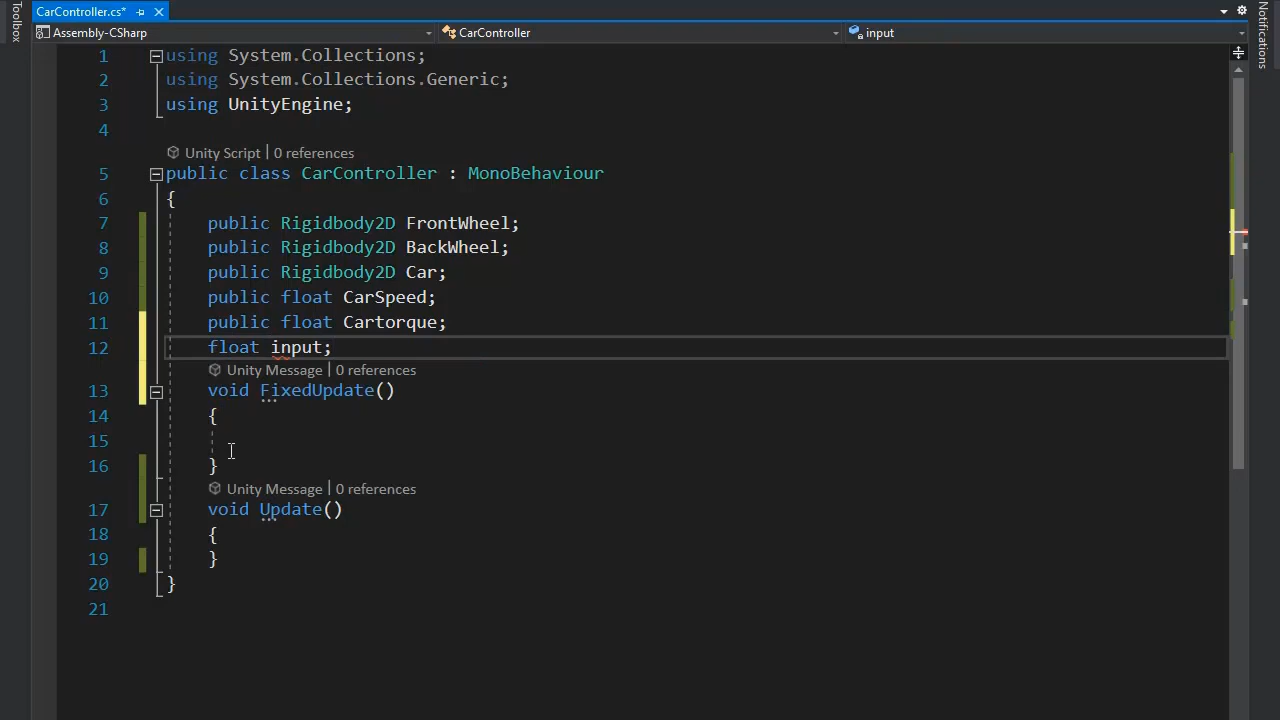 CarController.cs*
Toolbox
Notifications
Assembly-CSharp CarController input
1 using System.Collections;
2 using System.Collections.Generic;
3 using UnityEngine;
4
Unity Script | 0 references
5 public class CarController : MonoBehaviour
6 {
7 public Rigidbody2D FrontWheel;
8 public Rigidbody2D BackWheel;
9 public Rigidbody2D Car;
10 public float CarSpeed;
11 public float Cartorque;
12 float input;
Unity Message | 0 references
13 void FixedUpdate()
14 {
15
16 }
Unity Message | 0 references
17 void Update()
18 {
19 }
20 }
21